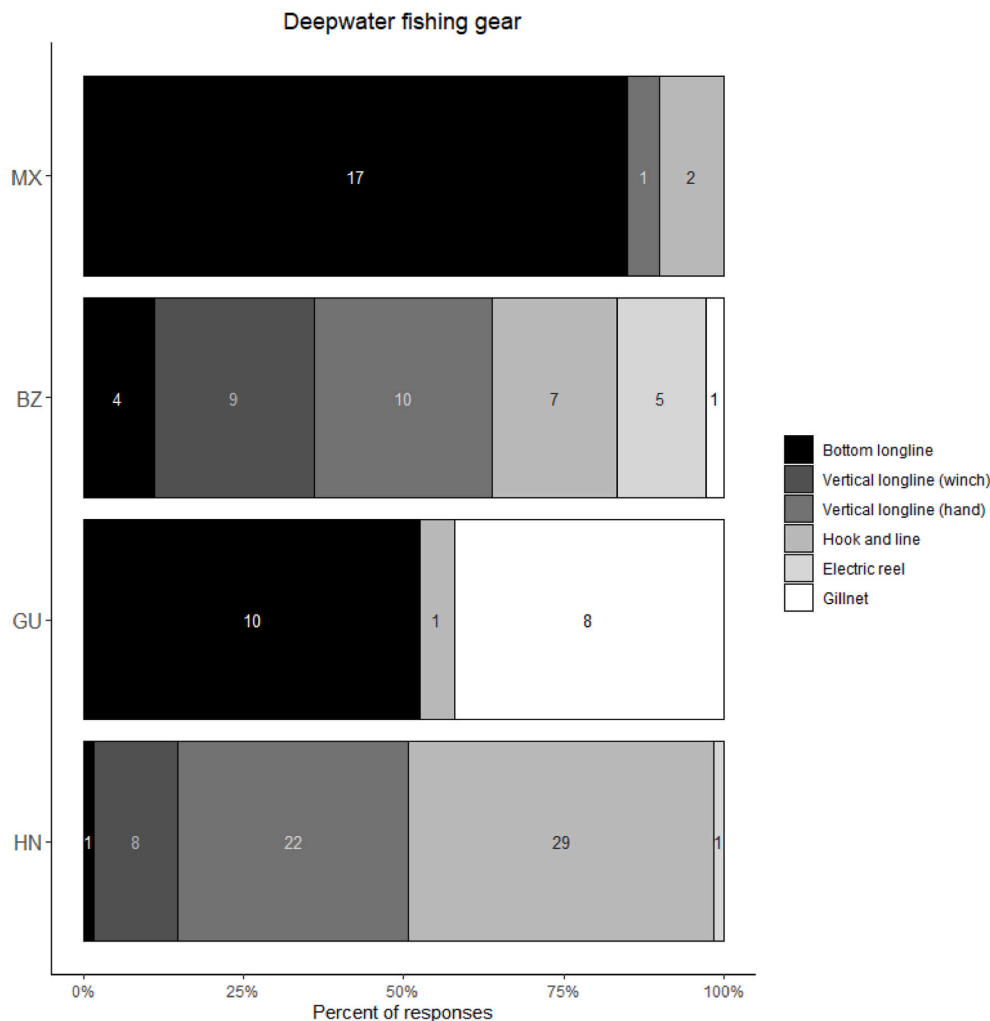 Deepwater fishing gear
MX
17
1
2
BZ
4
9
10
7
5
1
GU
10
1
8
HN
1
8
22
29
1
0%
25%
50%
75%
100%
Percent of responses
Bottom longline
Vertical longline (winch)
Vertical longline (hand)
Hook and line
Electric reel
Gillnet